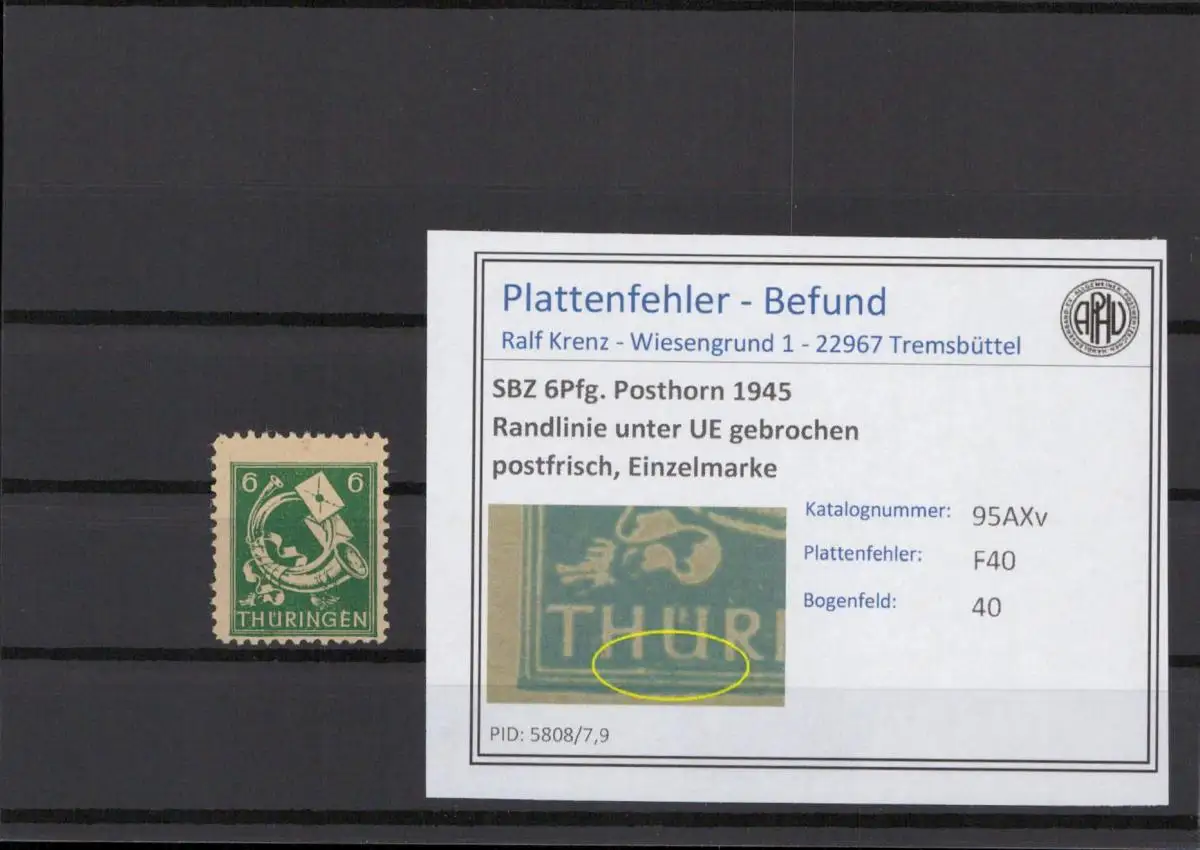 6 6
THÜRINGEN
Plattenfehler - Befund
Ralf Krenz - Wiesengrund 1 - 22967 Tremsbüttel
APHV
SBZ 6Pfg. Posthorn 1945
Randlinie unter UE gebrochen
postfrisch, Einzelmarke
THÜRI
Katalognummer: 95AXv
Plattenfehler: F40
Bogenfeld: 40
PID: 5808/7,9